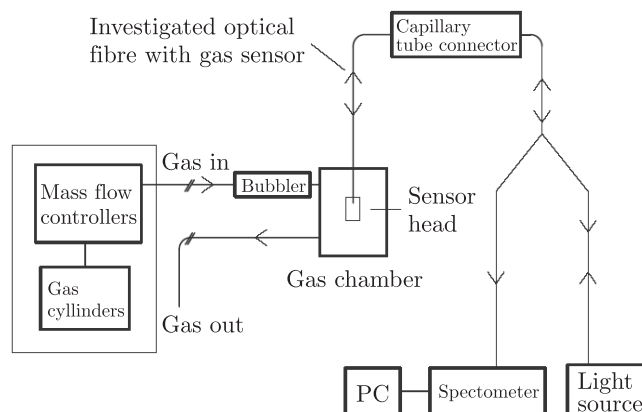 Investigated optical
fibre with gas sensor
Capillary
tube connector
Gas in
Mass flow
controllers
Bubbler
Sensor
head
Gas
cyllinders
Gas chamber
Gas out
PC
Spectometer
Light
source